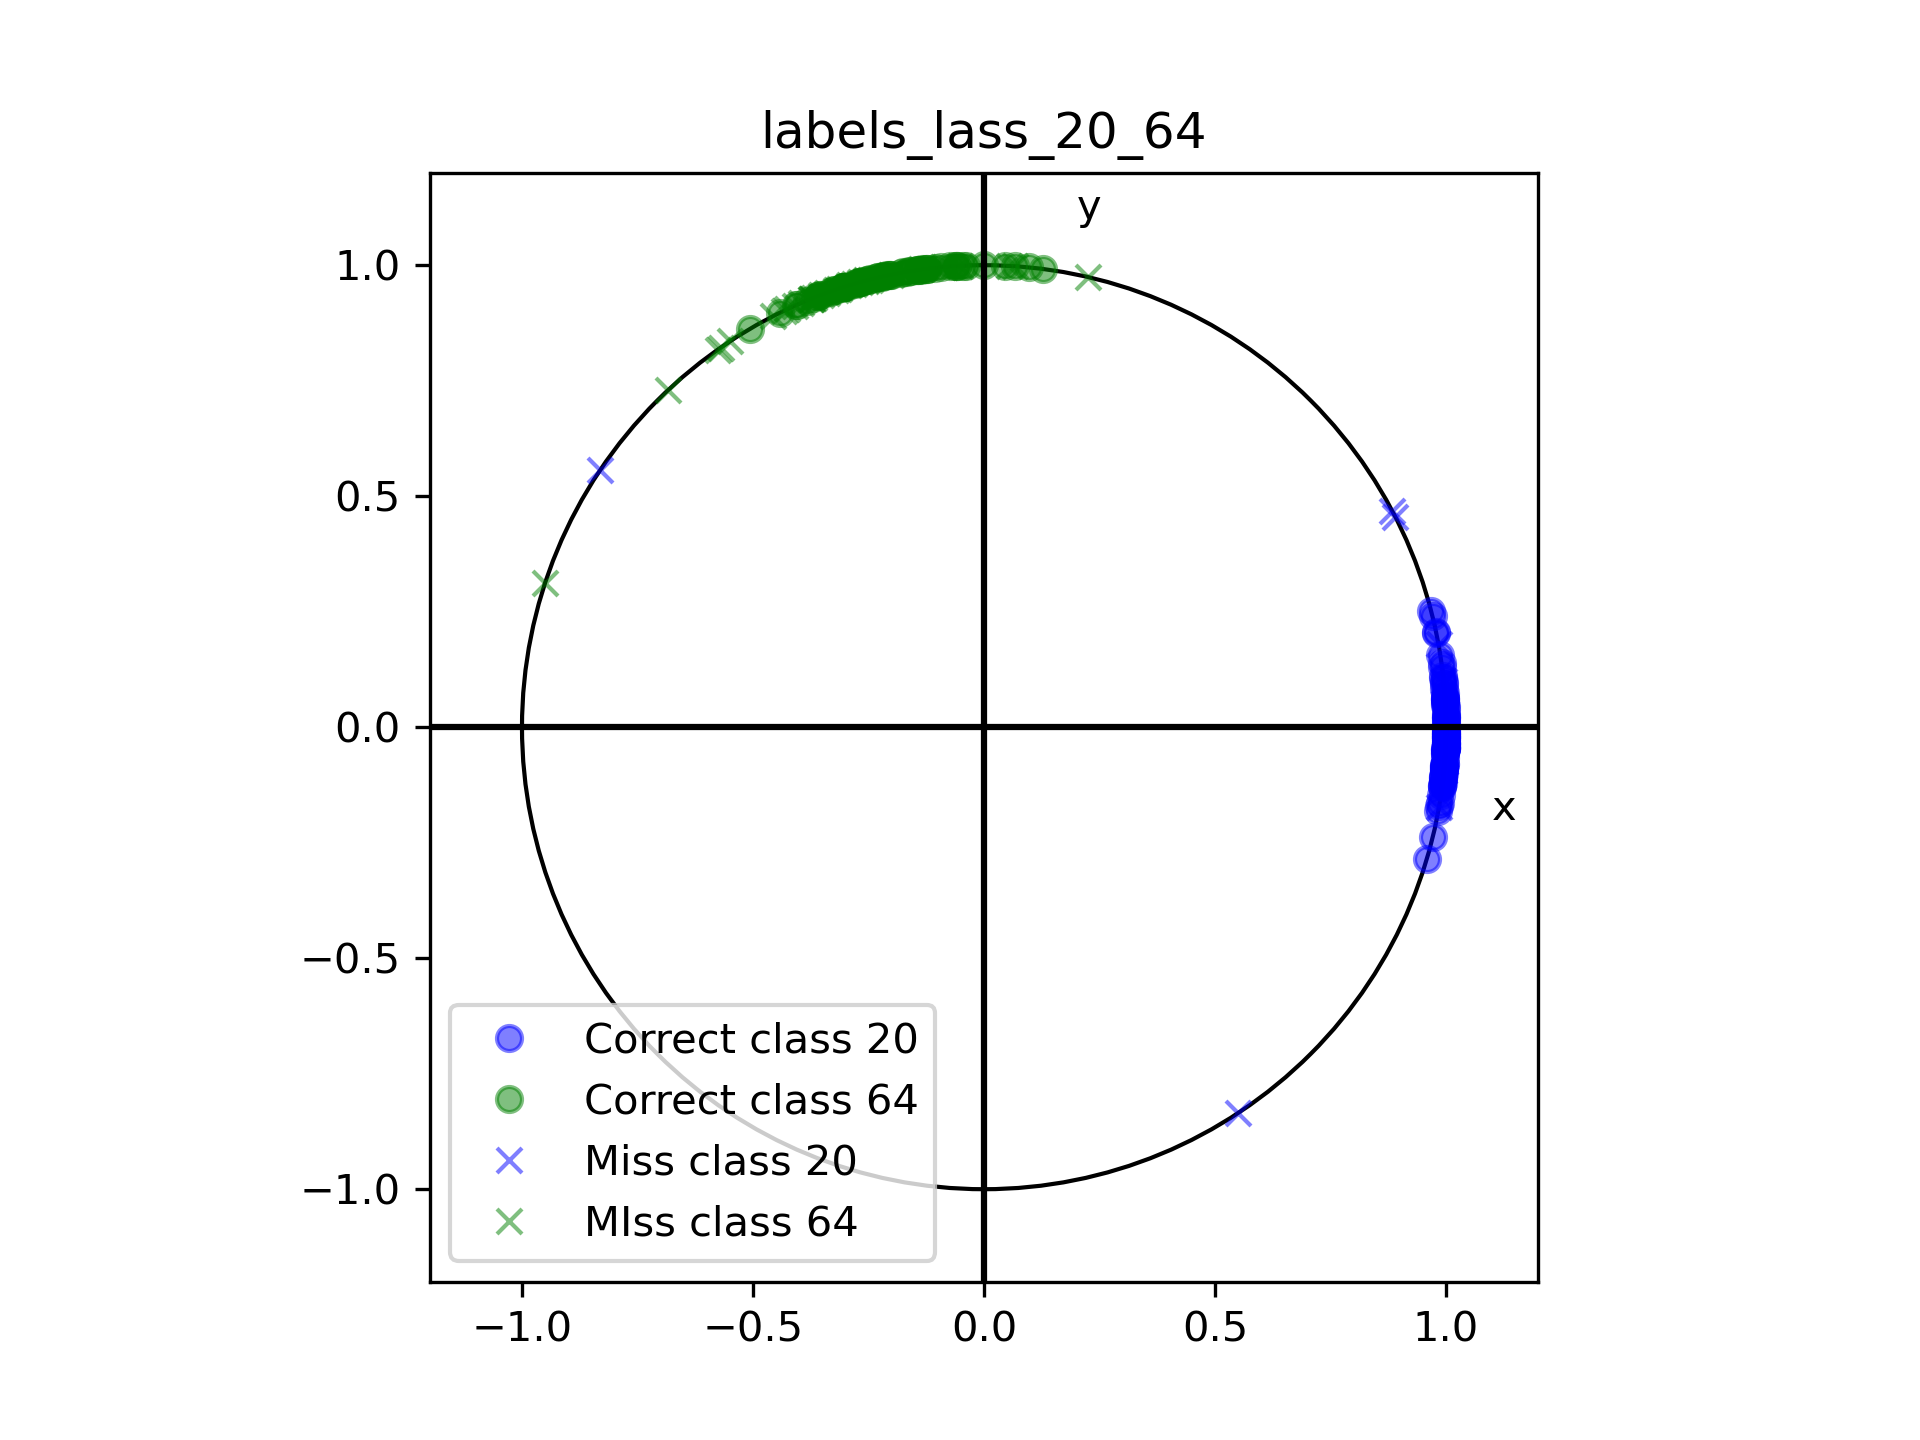 labels_lass_20_64
y
1.0
0.5
0.0
x
−0.5
−1.0
Correct class 20
Correct class 64
Miss class 20
MIss class 64
−1.0 −0.5 0.0 0.5 1.0